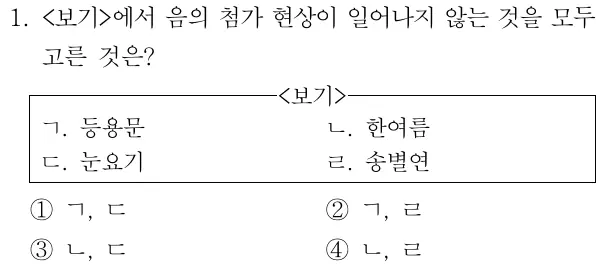 1. <보기>에서 음의 첨가 현상이 일어나지 않는 것을 모두
고른 것은?
<보기>
ㄱ. 등용문 ㄴ. 한여름
ㄷ. 눈요기 ㄹ. 송별연
① ㄱ, ㄷ ② ㄱ, ㄹ
③ ㄴ, ㄷ ④ ㄴ, ㄹ